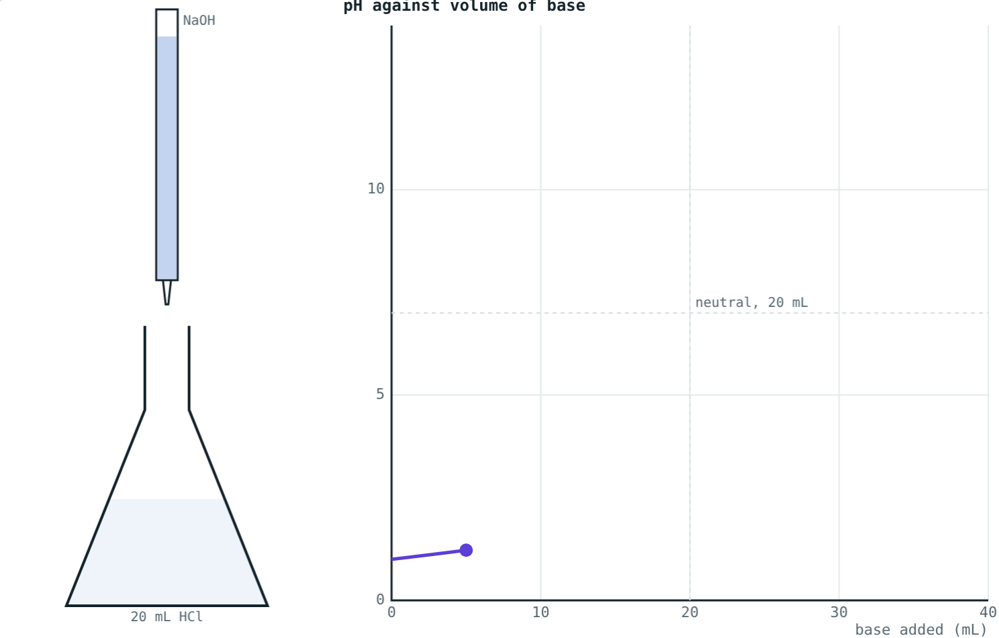 pH against volume of base
NaOH
10
neutral, 20 mL
5
0
0 10 20 30 40
20 mL HCl
base added (mL)